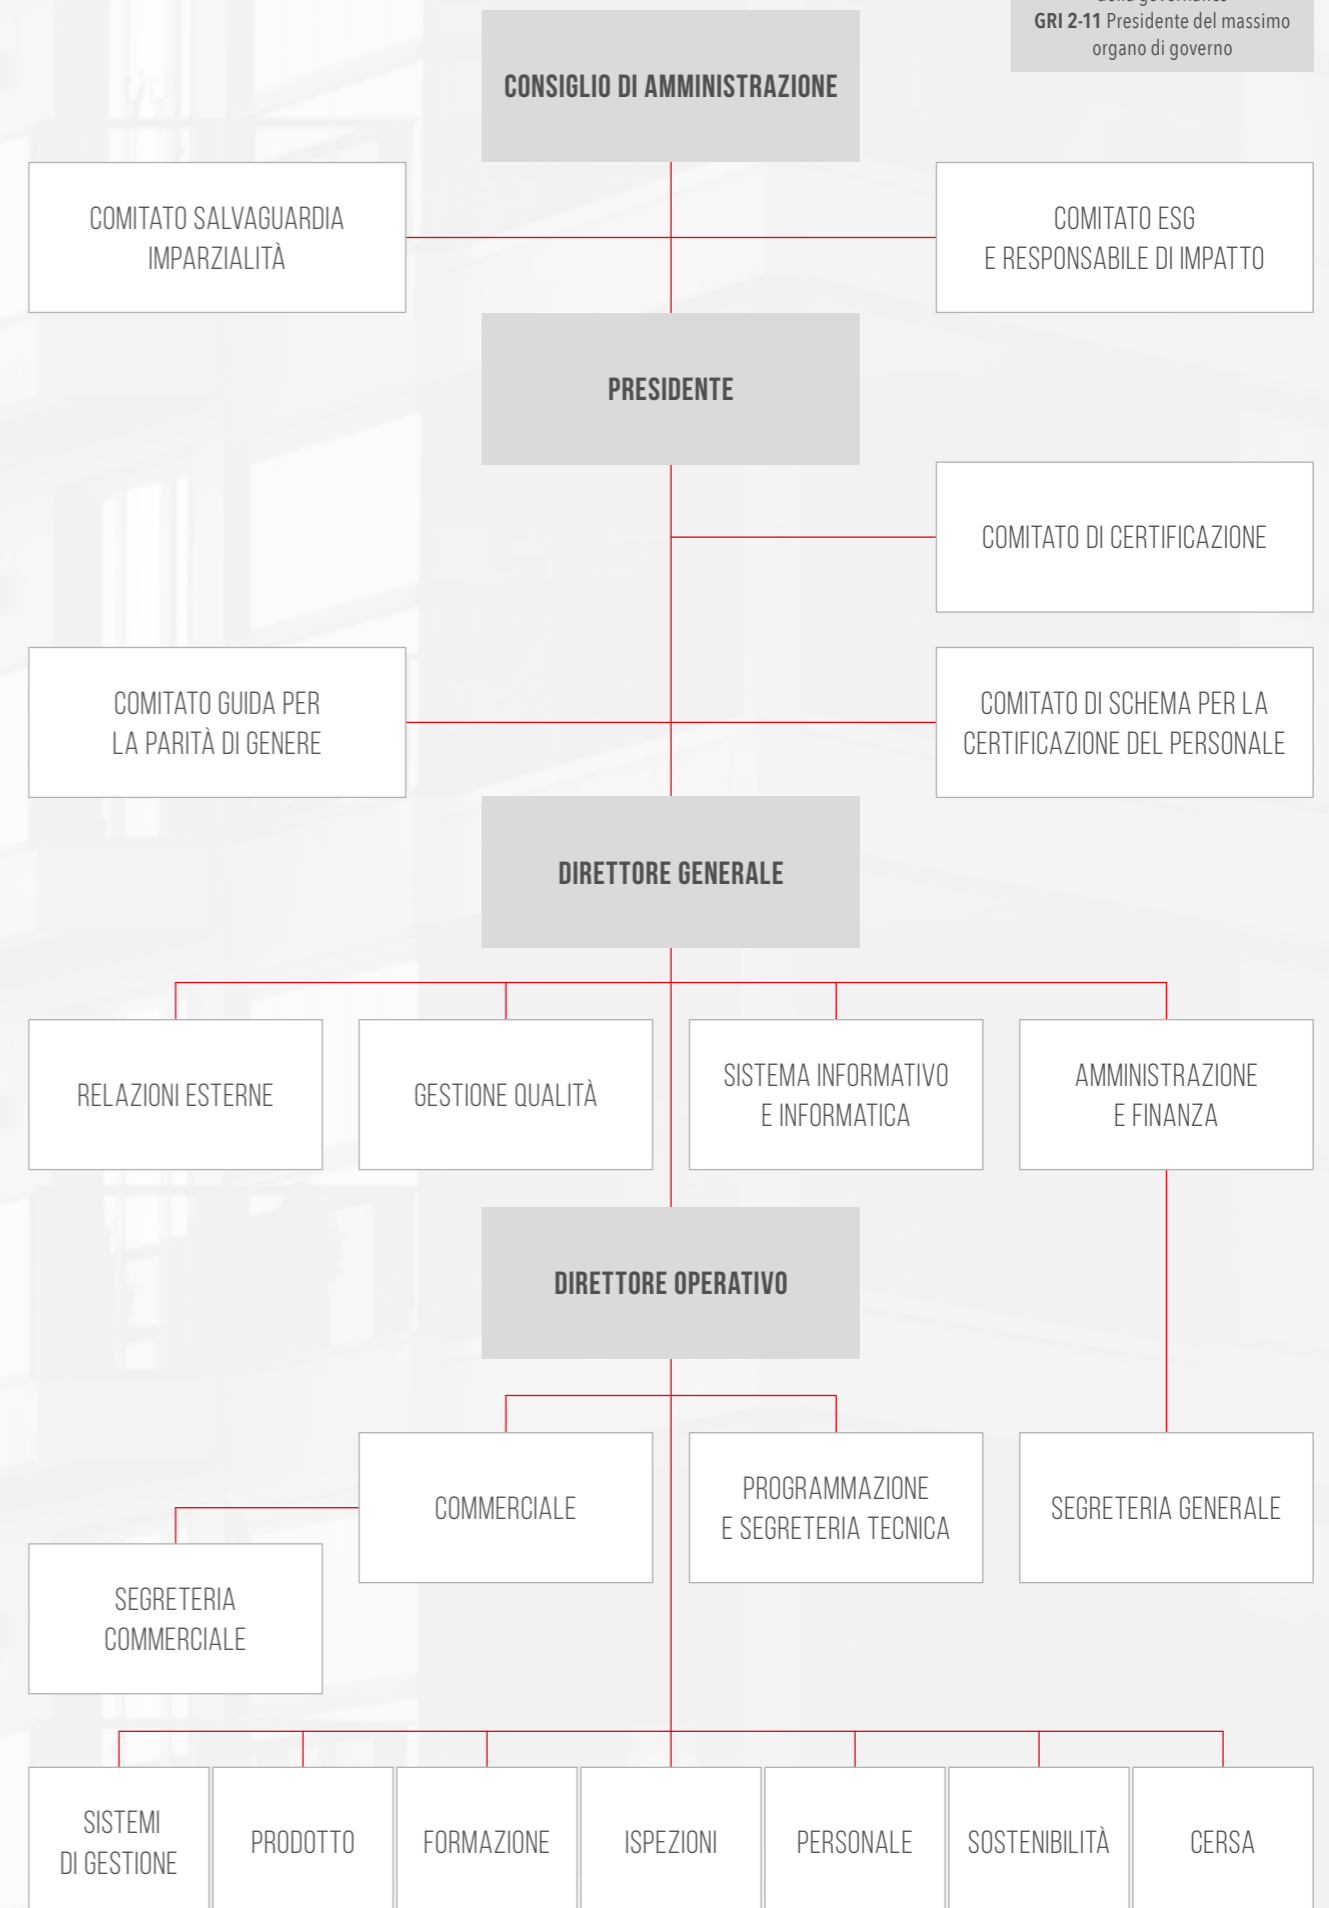 della governance
GRI 2-11 Presidente del massimo
organo di governo
CONSIGLIO DI AMMINISTRAZIONE
COMITATO SALVAGUARDIA
IMPARZIALITÀ
COMITATO ESG
E RESPONSABILE DI IMPATTO
PRESIDENTE
COMITATO DI CERTIFICAZIONE
COMITATO GUIDA PER
LA PARITÀ DI GENERE
COMITATO DI SCHEMA PER LA
CERTIFICAZIONE DEL PERSONALE
DIRETTORE GENERALE
RELAZIONI ESTERNE
GESTIONE QUALITÀ
SISTEMA INFORMATIVO
E INFORMATICA
AMMINISTRAZIONE
E FINANZA
DIRETTORE OPERATIVO
COMMERCIALE
PROGRAMMAZIONE
E SEGRETERIA TECNICA
SEGRETERIA GENERALE
SEGRETERIA
COMMERCIALE
SISTEMI
DI GESTIONE
PRODOTTO
FORMAZIONE
ISPEZIONI
PERSONALE
SOSTENIBILITÀ
CERSA